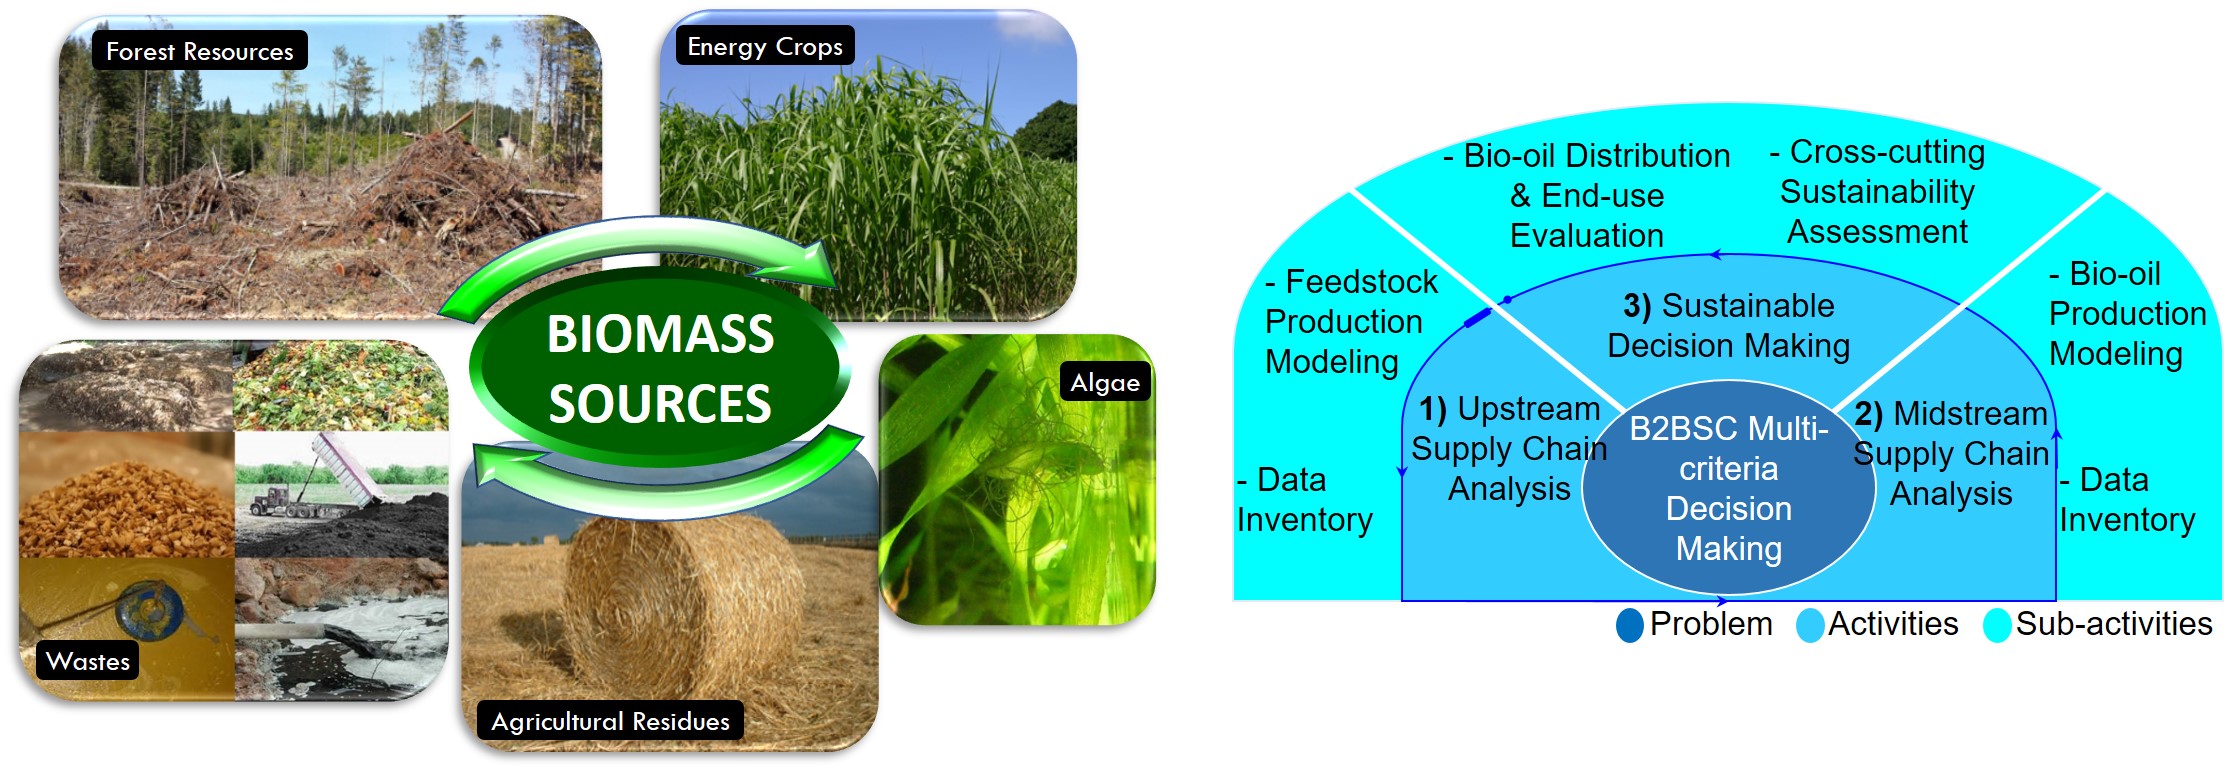 Forest Resources
Energy Crops
BIOMASS
SOURCES
Algae
Wastes
Agricultural Residues
- Bio-oil Distribution
& End-use
Evaluation
- Cross-cutting
Sustainability
Assessment
- Feedstock
Production
Modeling
- Bio-oil
Production
Modeling
3) Sustainable
Decision Making
1) Upstream
Supply Chain
Analysis
B2BSC Multi-
criteria
Decision
Making
2) Midstream
Supply Chain
Analysis
- Data
Inventory
- Data
Inventory
Problem
Activities
Sub-activities